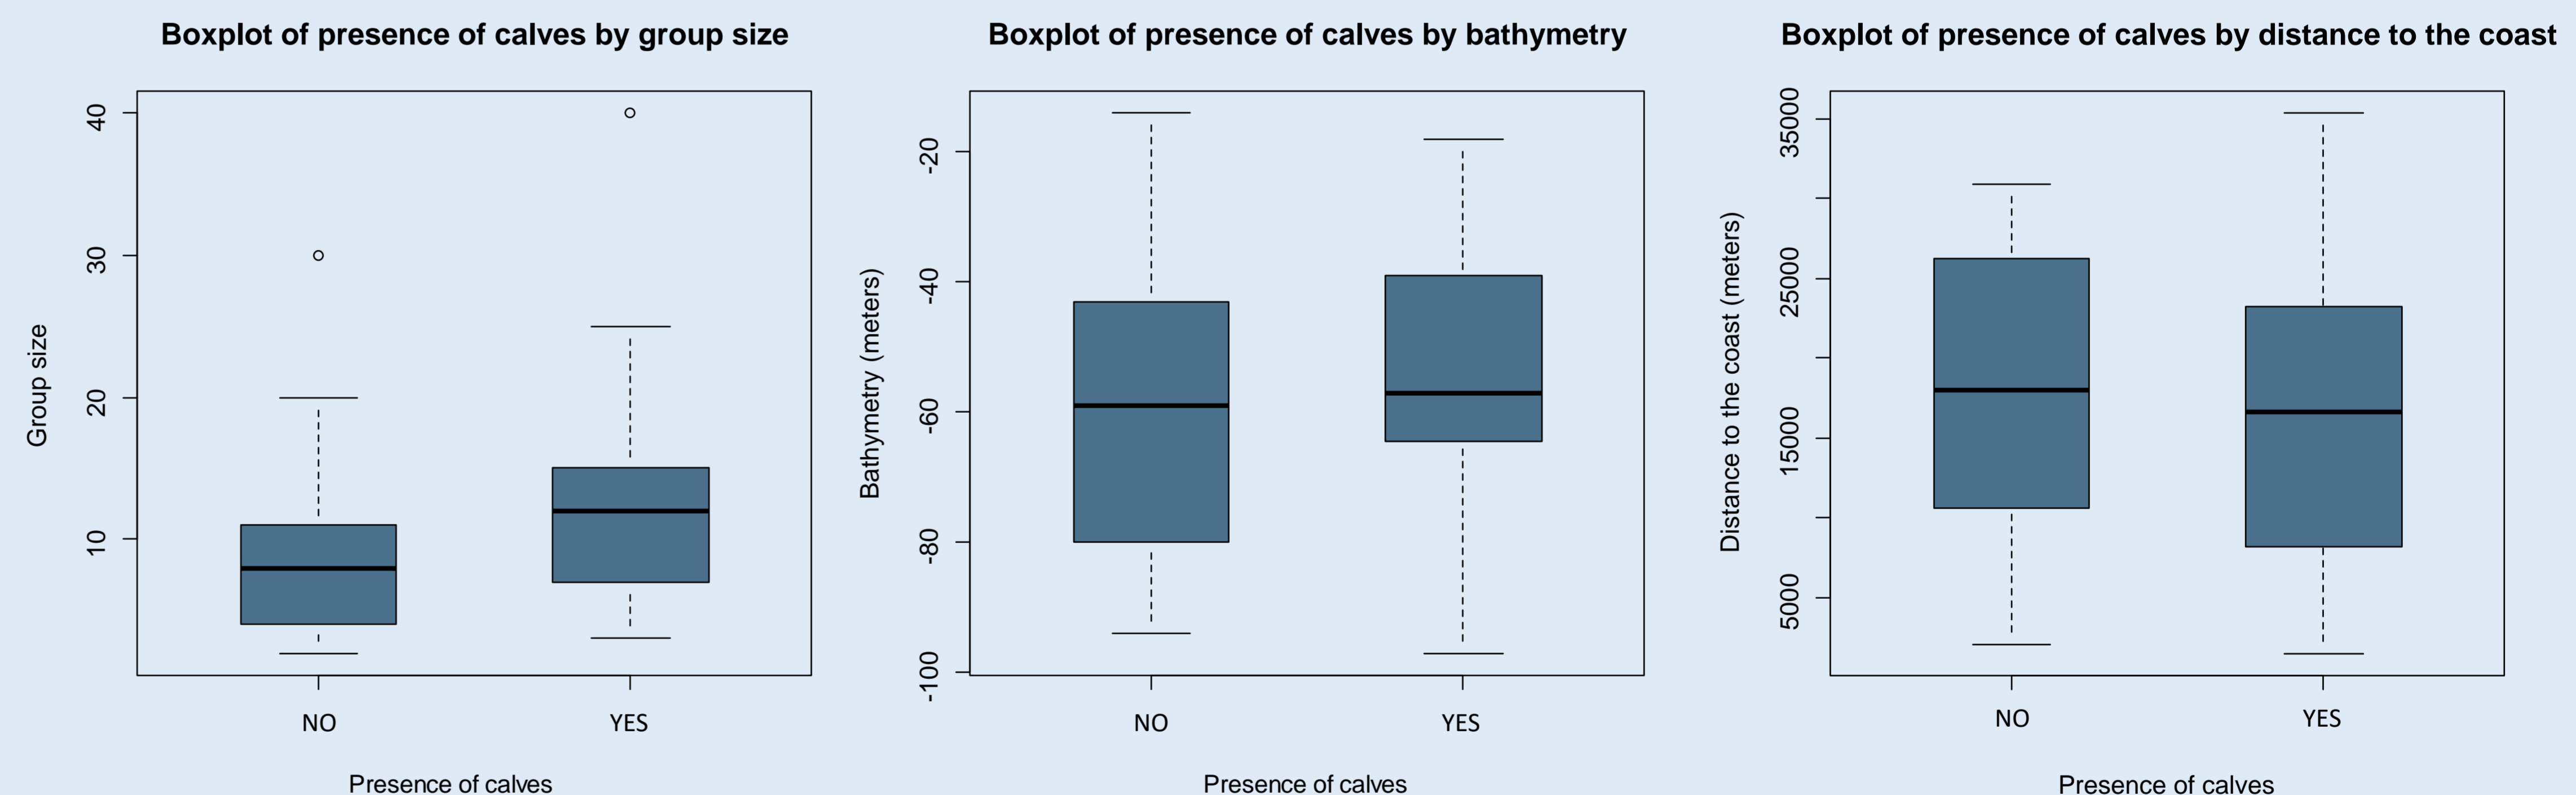 Boxplot of presence of calves by group size
40
30
20
10
Group size
NO
YES
Presence of calves
Boxplot of presence of calves by bathymetry
-20
-40
-60
-80
-100
Bathymetry (meters)
NO
YES
Presence of calves
Boxplot of presence of calves by distance to the coast
35000
25000
15000
5000
Distance to the coast (meters)
NO
YES
Presence of calves